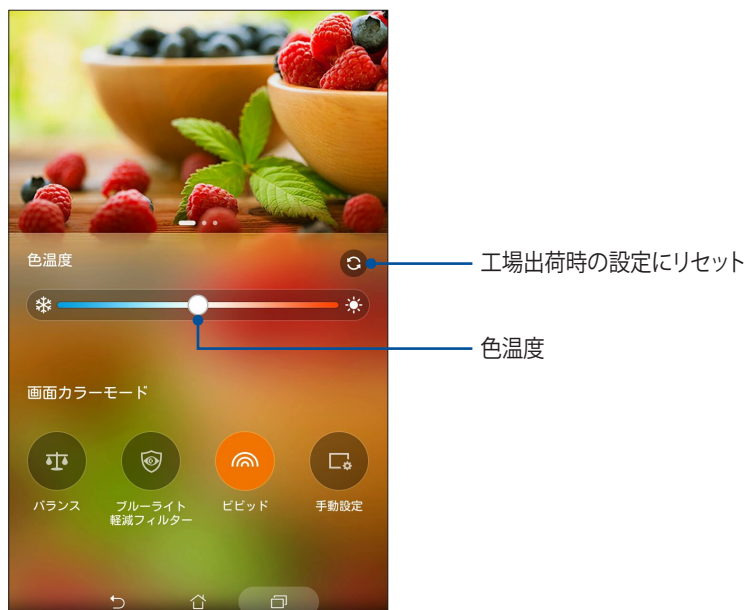 色温度
工場出荷時の設定にリセット
色温度
画面カラーモード
バランス
ブルーライト
軽減フィルター
ビビッド
手動設定